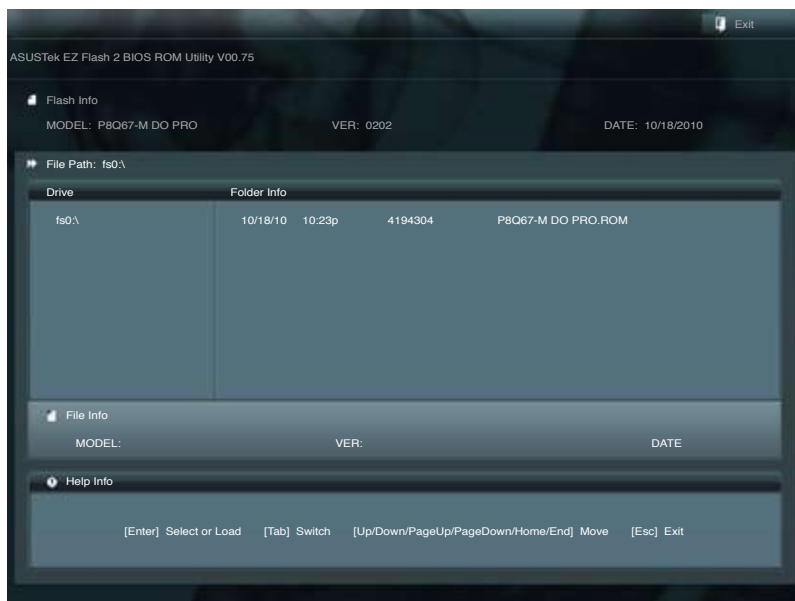 Exit
ASUSTek EZ Flash 2 BIOS ROM Utility V00.75
Flash Info
MODEL: P8Q67-M DO PRO VER: 0202 DATE: 10/18/2010
File Path: fs0:\
Drive Folder Info
fs0:\ 10/18/10 10:23p 4194304 P8Q67-M DO PRO.ROM
File Info
MODEL: VER: DATE
Help Info
[Enter] Select or Load [Tab] Switch [Up/Down/PageUp/PageDown/Home/End] Move [Esc] Exit